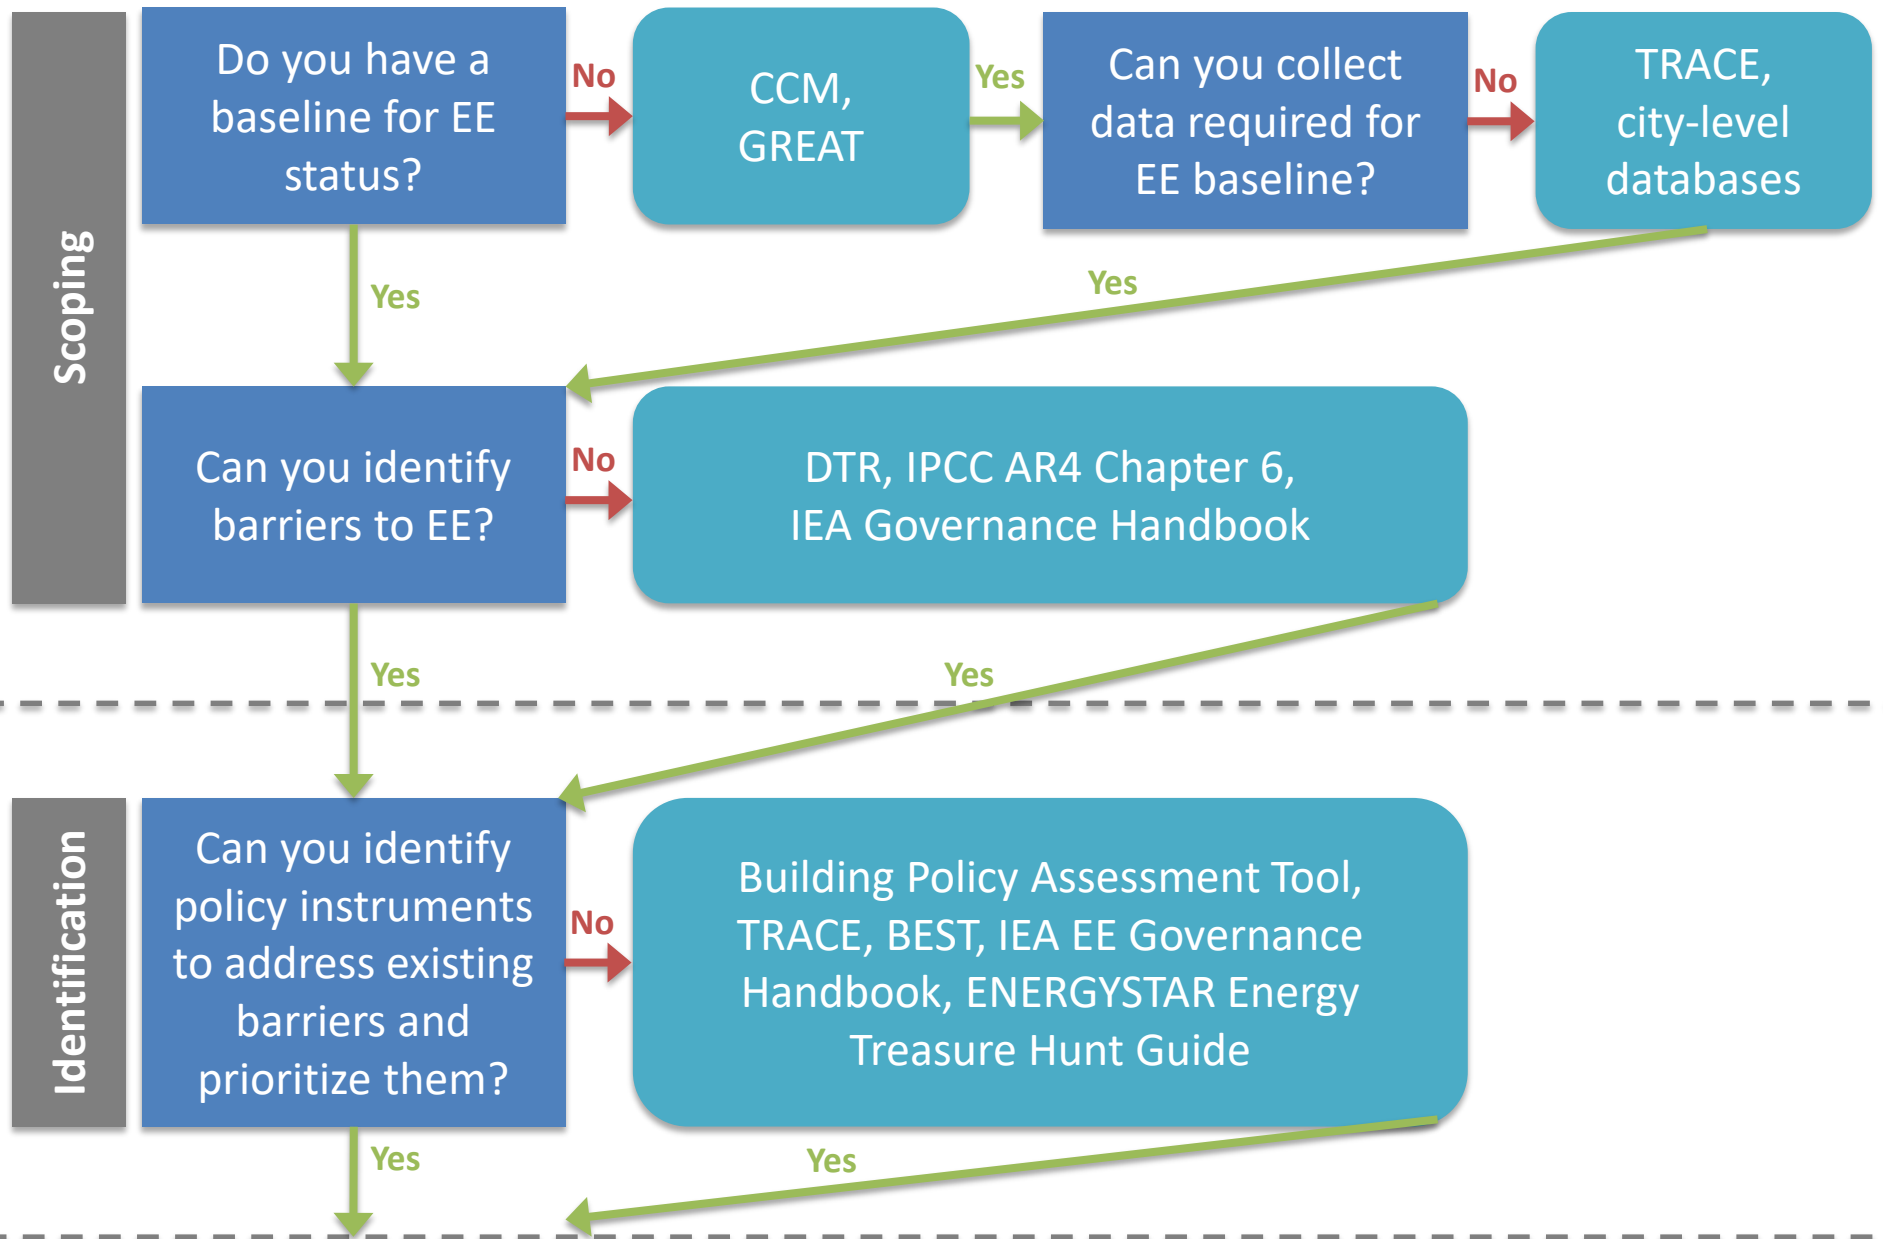 Scoping
Do you have a
baseline for EE
status?
No
CCM,
GREAT
Yes
Can you collect
data required for
EE baseline?
No
TRACE,
city-level
databases
Yes
Yes
Can you identify
barriers to EE?
No
DTR, IPCC AR4 Chapter 6,
IEA Governance Handbook
Yes
Yes
Identification
Can you identify
policy instruments
to address existing
barriers and
prioritize them?
No
Building Policy Assessment Tool,
TRACE, BEST, IEA EE Governance
Handbook, ENERGYSTAR Energy
Treasure Hunt Guide
Yes
Yes